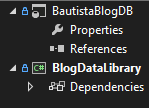 BautistaBlogDB
Properties
References
C# BlogDataLibrary
Dependencies